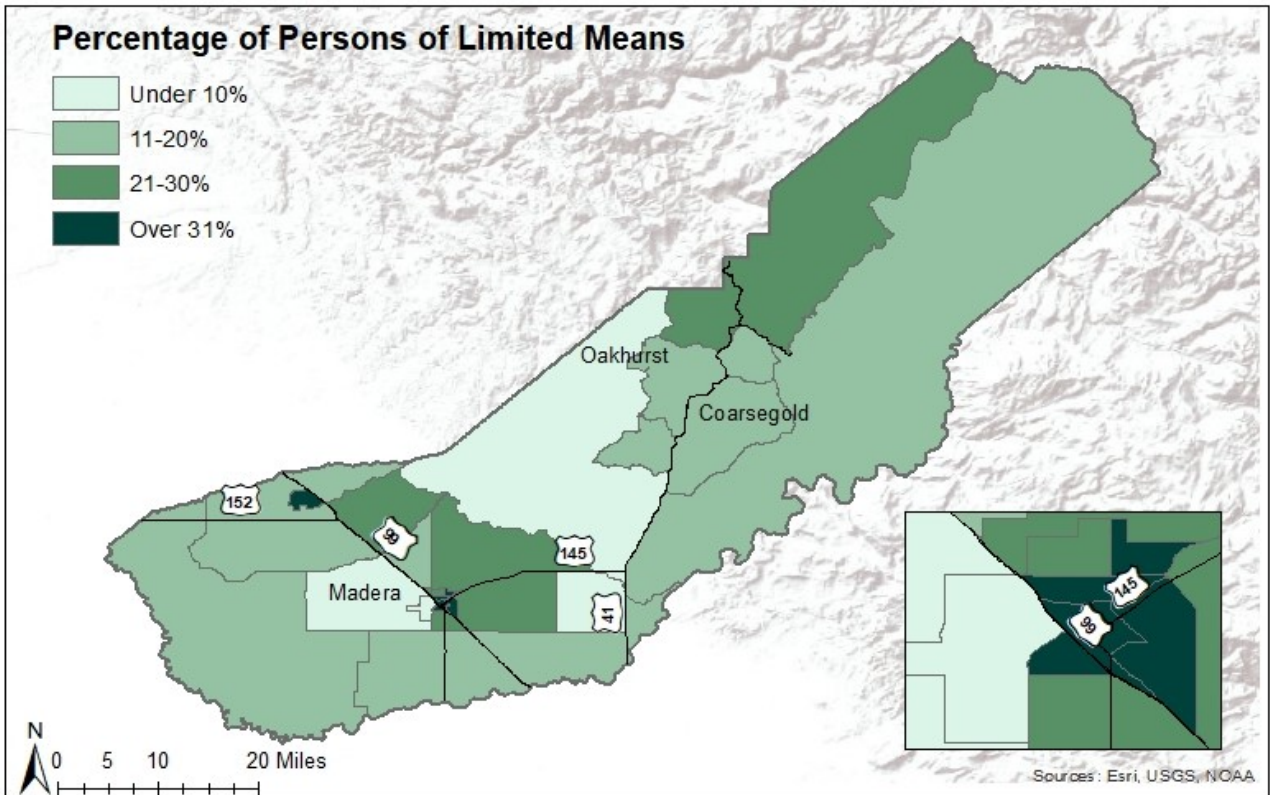 Percentage of Persons of Limited Means
Under 10%
11-20%
21-30%
Over 31%
Oakhurst
Coarsegold
152
99
145
Madera
41
145
99
N
0 5 10 20 Miles
Sources: Esri, USGS, NOAA